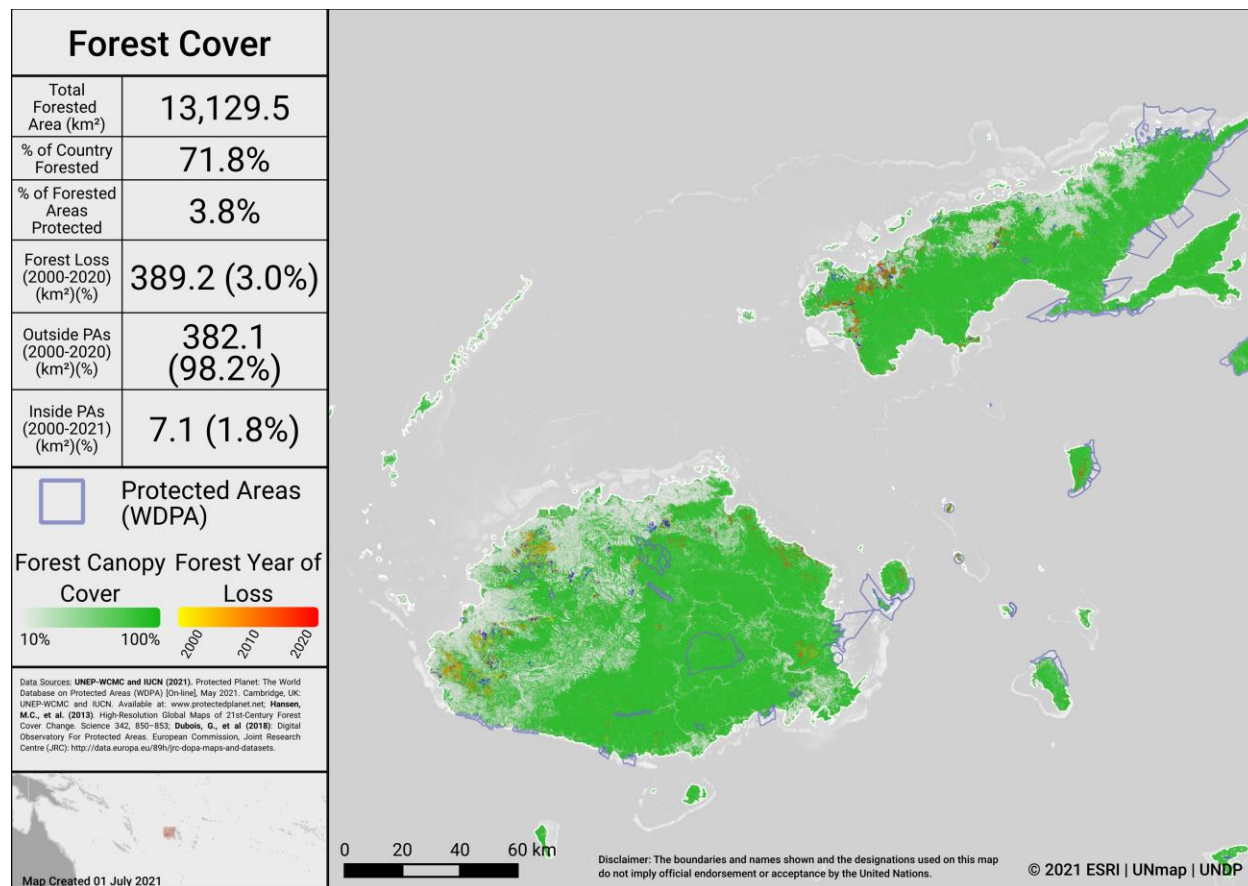 Forest Cover
Total
Forested
Area (km²)
13,129.5
% of Country
Forested
71.8%
% of Forested
Areas
Protected
3.8%
Forest Loss
(2000-2020)
(km²)(%)
389.2 (3.0%)
Outside PAs
(2000-2020)
(km²)(%)
382.1
(98.2%)
Inside PAs
(2000-2021)
(km²)(%)
7.1 (1.8%)
Protected Areas
(WDPA)
Forest Canopy
Cover
10%
100%
Forest Year of
Loss
2000
2010
2020
Data Sources: UNEP-WCMC and IUCN (2021). Protected Planet: The World
Database on Protected Areas (WDPA) [On-line], May 2021. Cambridge, UK:
UNEP-WCMC and IUCN. Available at: www.protectedplanet.net; Hansen,
M.C., et al. (2013). High-Resolution Global Maps of 21st-Century Forest
Cover Change. Science 342, 850–853; Dubois, G., et al (2018): Digital
Observatory For Protected Areas. European Commission, Joint Research
Centre (JRC): http://data.europa.eu/89h/jrc-dopa-maps-and-datasets.
Map Created 01 July 2021
0 20 40 60 km
Disclaimer: The boundaries and names shown and the designations used on this map
do not imply official endorsement or acceptance by the United Nations.
© 2021 ESRI | UNmap | UNDP